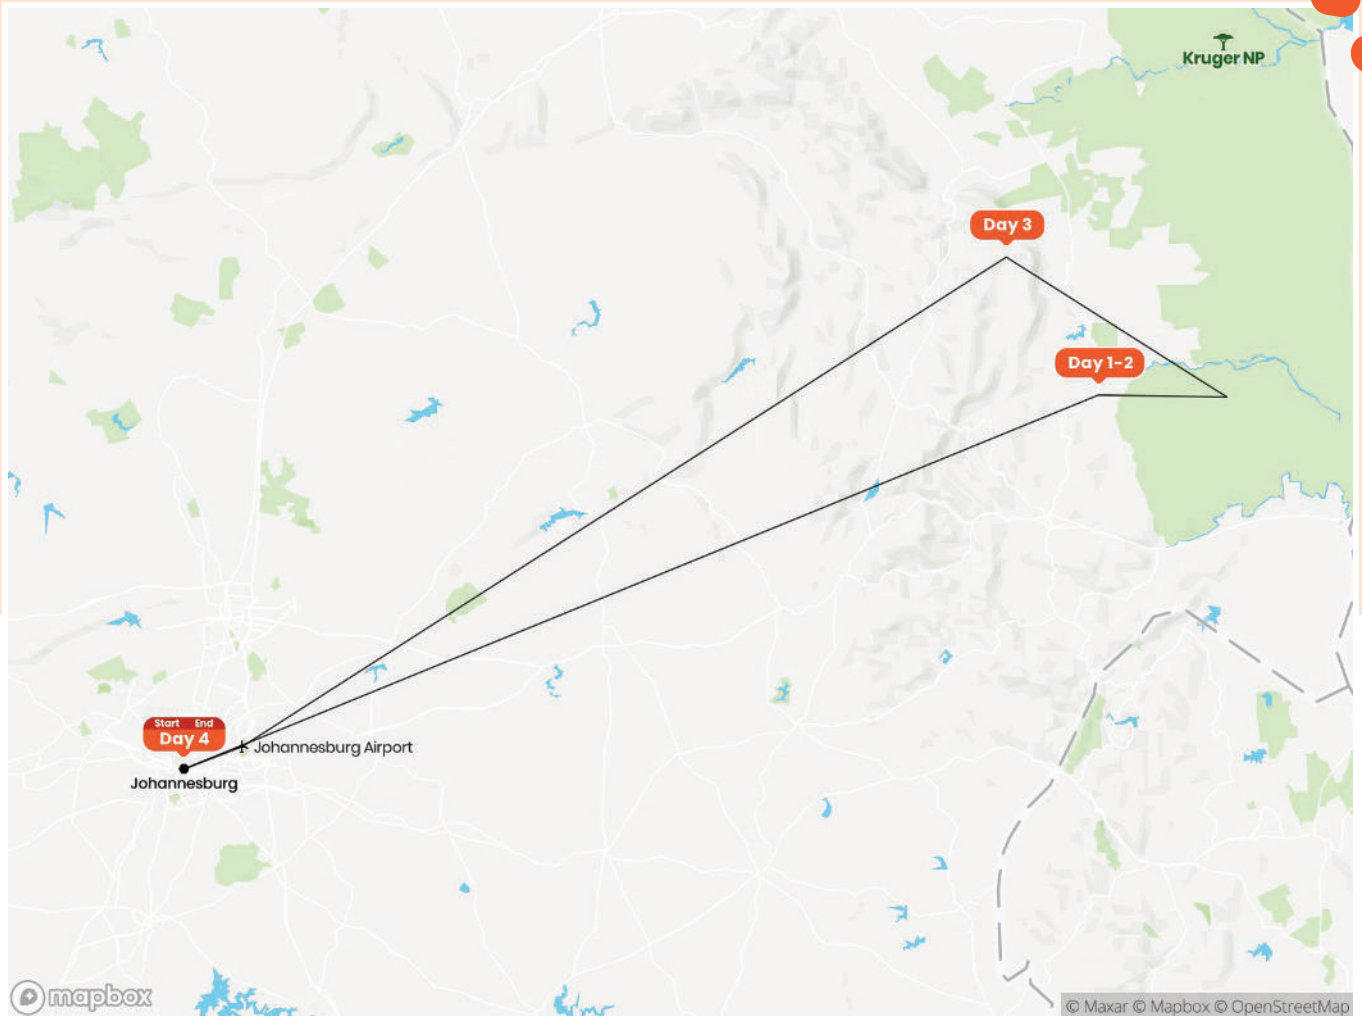 Kruger NP
Day 3
Day 1-2
Start End
Day 4
Johannesburg Airport
Johannesburg
mapbox
© Maxar © Mapbox © OpenStreetMap